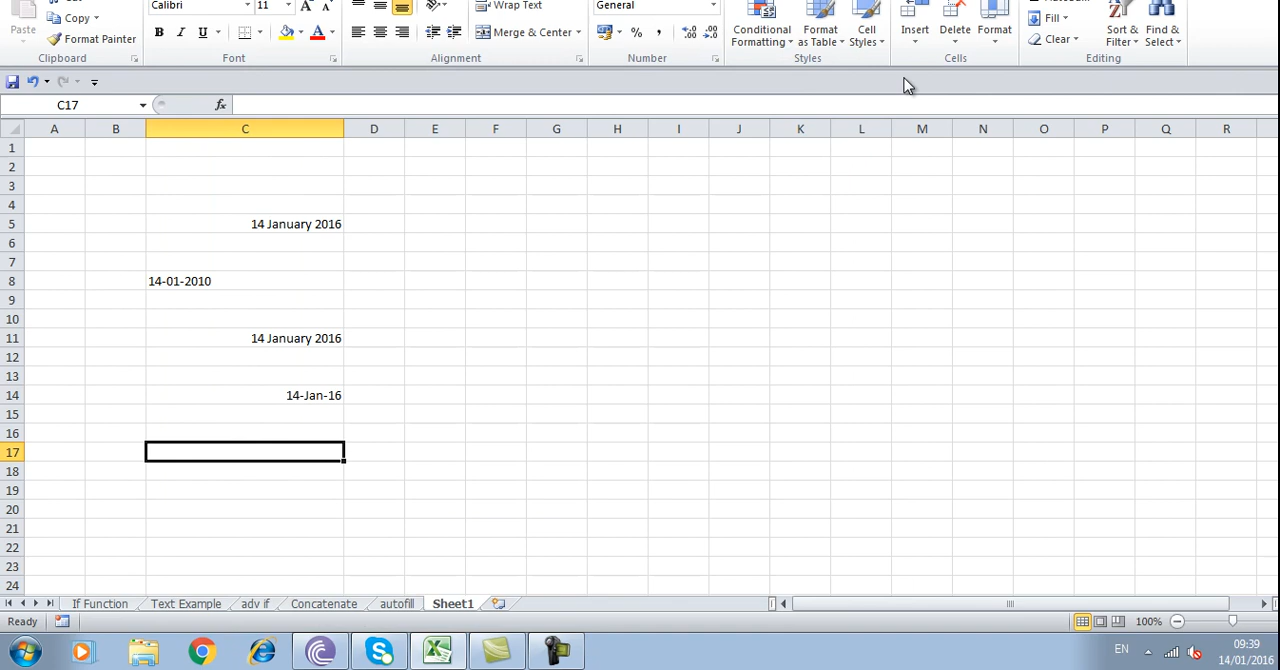 Cut
Calibri 11 A A Wrap Text General
Paste Copy
Format Painter B I U A Merge & Center % , Conditional Formatting Format as Table Cell Styles Insert Delete Format Fill Clear Sort & Filter Find & Select
Clipboard Font Alignment Number Styles Cells Editing
C17 fx
A B C D E F G H I J K L M N O P Q R
1
2
3
4
5 14 January 2016
6
7
8 14-01-2010
9
10
11 14 January 2016
12
13
14 14-Jan-16
15
16
17
18
19
20
21
22
23
24
If Function Text Example adv if Concatenate autofill Sheet1
Ready 100%
EN 09:39
14/01/2016